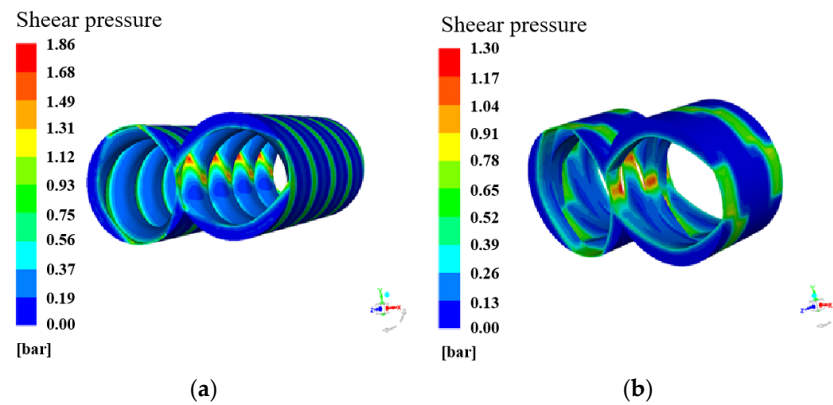 Sheear pressure
1.86
1.68
1.49
1.31
1.12
0.93
0.75
0.56
0.37
0.19
0.00
[bar]
Y
Z
X
(a)
Sheear pressure
1.30
1.17
1.04
0.91
0.78
0.65
0.52
0.39
0.26
0.13
0.00
[bar]
Y
Z
X
(b)